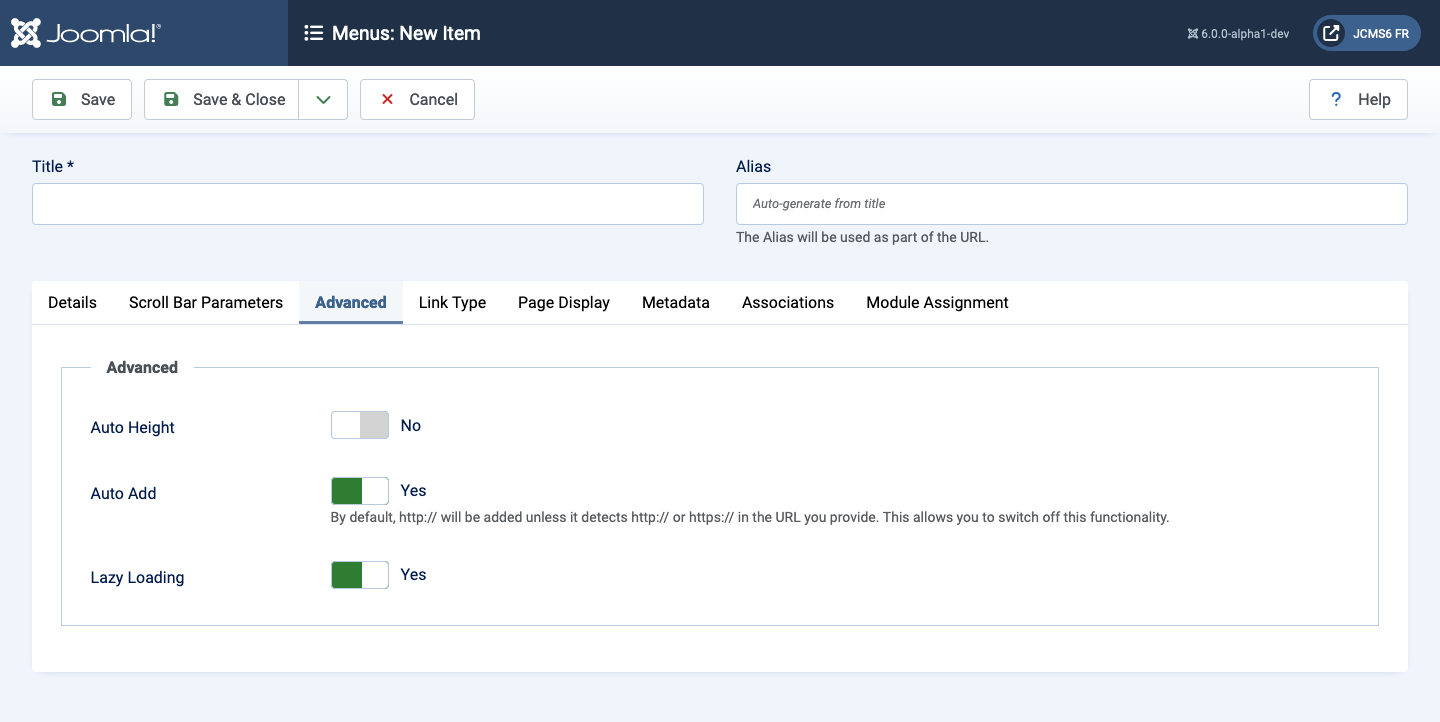 Joomla!®
Menus: New Item
6.0.0-alpha1-dev
JCMS6 FR
Save
Save & Close
Cancel
? Help
Title *
Alias
Auto-generate from title
The Alias will be used as part of the URL.
Details Scroll Bar Parameters Advanced Link Type Page Display Metadata Associations Module Assignment
Advanced
Auto Height No
Auto Add Yes
By default, http:// will be added unless it detects http:// or https:// in the URL you provide. This allows you to switch off this functionality.
Lazy Loading Yes